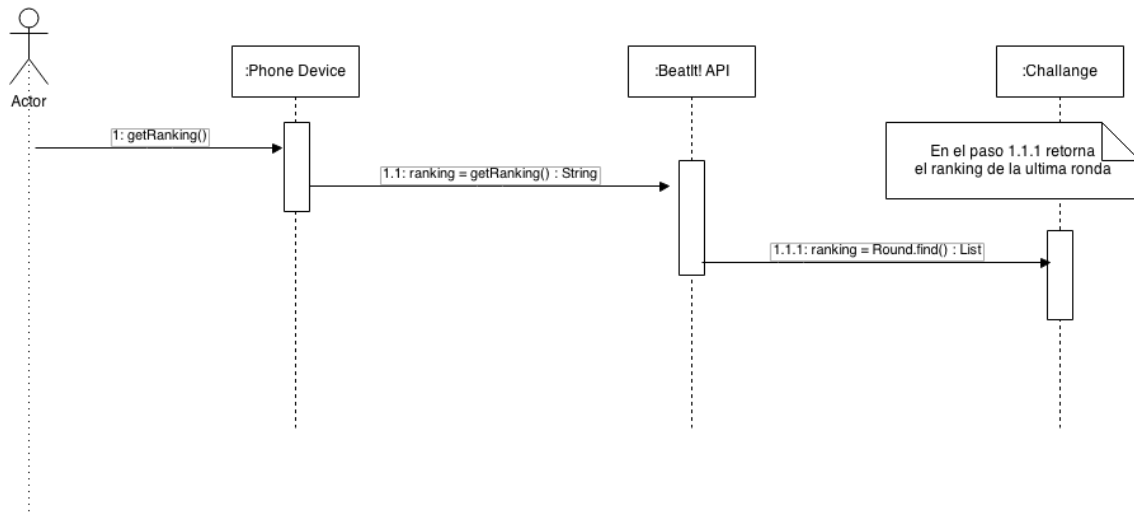 :Phone Device
:BeatIt! API
:Challange
Actor
1: getRanking()
En el paso 1.1.1 retorna
el ranking de la ultima ronda
1.1: ranking = getRanking() : String
1.1.1: ranking = Round.find() : List